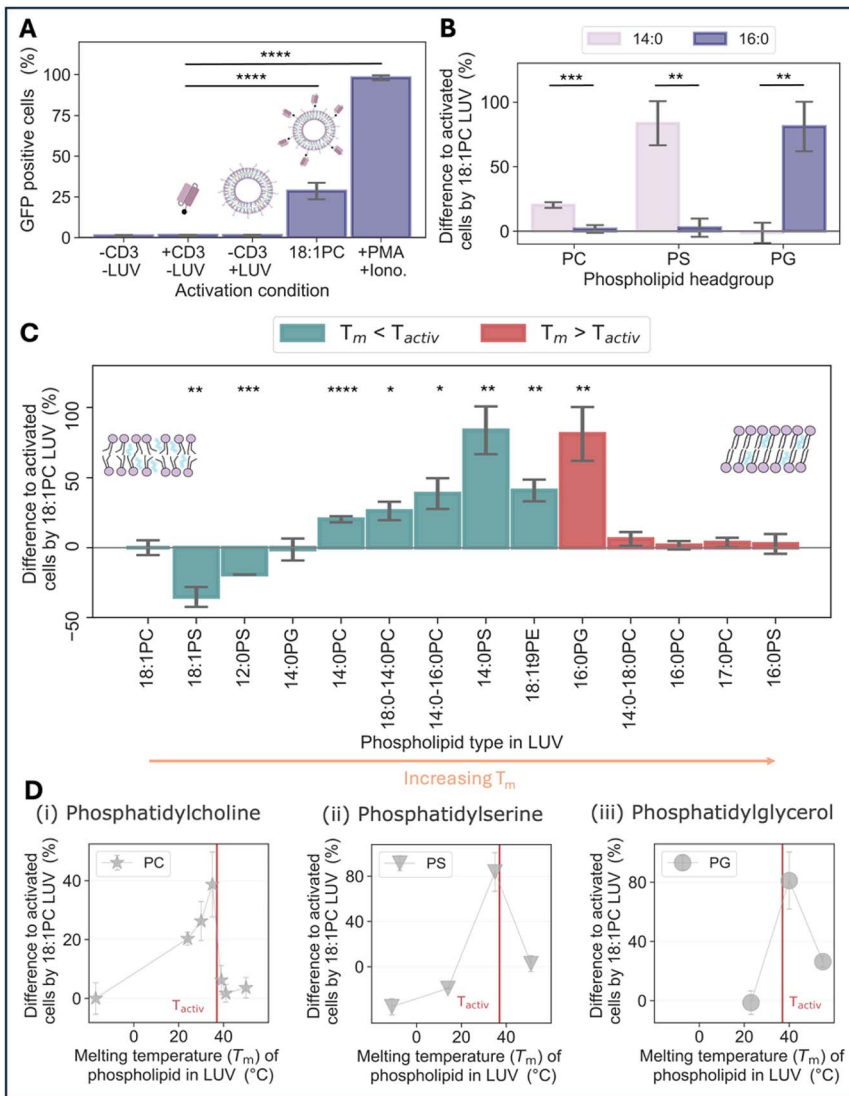 A
GFP positive cells (%)
100
75
50
25
0
****
****
-CD3 +CD3 -CD3 18:1PC +PMA
-LUV -LUV +LUV +Iono.
Activation condition
B
14:0 16:0
Difference to activated
cells by 18:1PC LUV (%)
100
50
0
*** ** **
PC PS PG
Phospholipid headgroup
C
Tm < Tactiv Tm > Tactiv
Difference to activated
cells by 18:1PC LUV (%)
100
50
0
−50
** *** **** * * ** ** **
18:1PC
18:1PS
12:0PS
14:0PG
14:0PC
18:0-14:0PC
14:0-16:0PC
14:0PS
18:1t9PE
16:0PG
14:0-18:0PC
16:0PC
17:0PC
16:0PS
Phospholipid type in LUV
Increasing Tm
D
(i) Phosphatidylcholine
Difference to activated
cells by 18:1PC LUV (%)
PC
40
20
0
Tactiv
0 20 40
Melting temperature (Tm) of
phospholipid in LUV (°C)
(ii) Phosphatidylserine
Difference to activated
cells by 18:1PC LUV (%)
PS
80
40
0
Tactiv
0 20 40
Melting temperature (Tm) of
phospholipid in LUV (°C)
(iii) Phosphatidylglycerol
Difference to activated
cells by 18:1PC LUV (%)
PG
80
40
0
Tactiv
0 20 40
Melting temperature (Tm) of
phospholipid in LUV (°C)